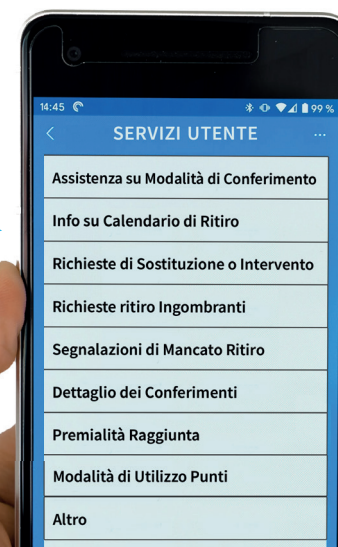 14:45 99 %
SERVIZI UTENTE
Assistenza su Modalità di Conferimento
Info su Calendario di Ritiro
Richieste di Sostituzione o Intervento
Richieste ritiro Ingombranti
Segnalazioni di Mancato Ritiro
Dettaglio dei Conferimenti
Premialità Raggiunta
Modalità di Utilizzo Punti
Altro